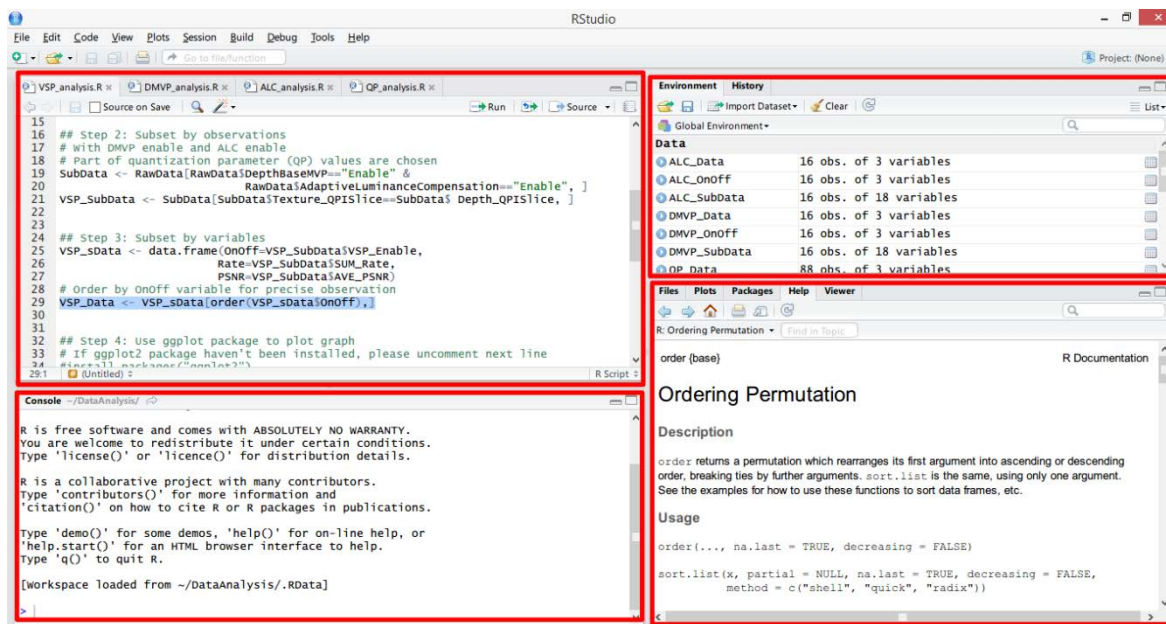 RStudio
File Edit Code View Plots Session Build Debug Tools Help
Go to file/function
Project: (None)
VSP_analysis.R DMVP_analysis.R ALC_analysis.R QP_analysis.R
Source on Save Run Source
15
16 ## Step 2: Subset by observations
17 # With DMVP enable and ALC enable
18 # Part of quantization parameter (QP) values are chosen
19 SubData <- RawData[RawData$DepthBaseMVP=="Enable" &
20 RawData$AdaptiveLuminanceCompensation=="Enable", ]
21 VSP_SubData <- SubData[SubData$Texture_QPISlice==SubData$ Depth_QPISlice, ]
22
23
24 ## Step 3: Subset by variables
25 VSP_sData <- data.frame(OnOff=VSP_SubData$VSP_Enable,
26 Rate=VSP_SubData$SUM_Rate,
27 PSNR=VSP_SubData$AVE_PSNR)
28 # Order by OnOff variable for precise observation
29 VSP_Data <- VSP_sData[order(VSP_sData$OnOff),]
30
31
32 ## Step 4: Use ggplot package to plot graph
33 # If ggplot2 package haven't been installed, please uncomment next line
34 #install.packages("ggplot2")
29:1 (Untitled) R Script
Console ~/DataAnalysis/
R is free software and comes with ABSOLUTELY NO WARRANTY.
You are welcome to redistribute it under certain conditions.
Type 'license()' or 'licence()' for distribution details.
R is a collaborative project with many contributors.
Type 'contributors()' for more information and
'citation()' on how to cite R or R packages in publications.
Type 'demo()' for some demos, 'help()' for on-line help, or
'help.start()' for an HTML browser interface to help.
Type 'q()' to quit R.
[Workspace loaded from ~/DataAnalysis/.RData]
>
Environment History
Import Dataset Clear List
Global Environment
Data
ALC_Data 16 obs. of 3 variables
ALC_OnOff 16 obs. of 3 variables
ALC_SubData 16 obs. of 18 variables
DMVP_Data 16 obs. of 3 variables
DMVP_OnOff 16 obs. of 3 variables
DMVP_SubData 16 obs. of 18 variables
QP_Data 88 obs. of 3 variables
Files Plots Packages Help Viewer
R: Ordering Permutation Find in Topic
order {base} R Documentation
Ordering Permutation
Description
order returns a permutation which rearranges its first argument into ascending or descending
order, breaking ties by further arguments. sort.list is the same, using only one argument.
See the examples for how to use these functions to sort data frames, etc.
Usage
order(..., na.last = TRUE, decreasing = FALSE)
sort.list(x, partial = NULL, na.last = TRUE, decreasing = FALSE,
method = c("shell", "quick", "radix"))